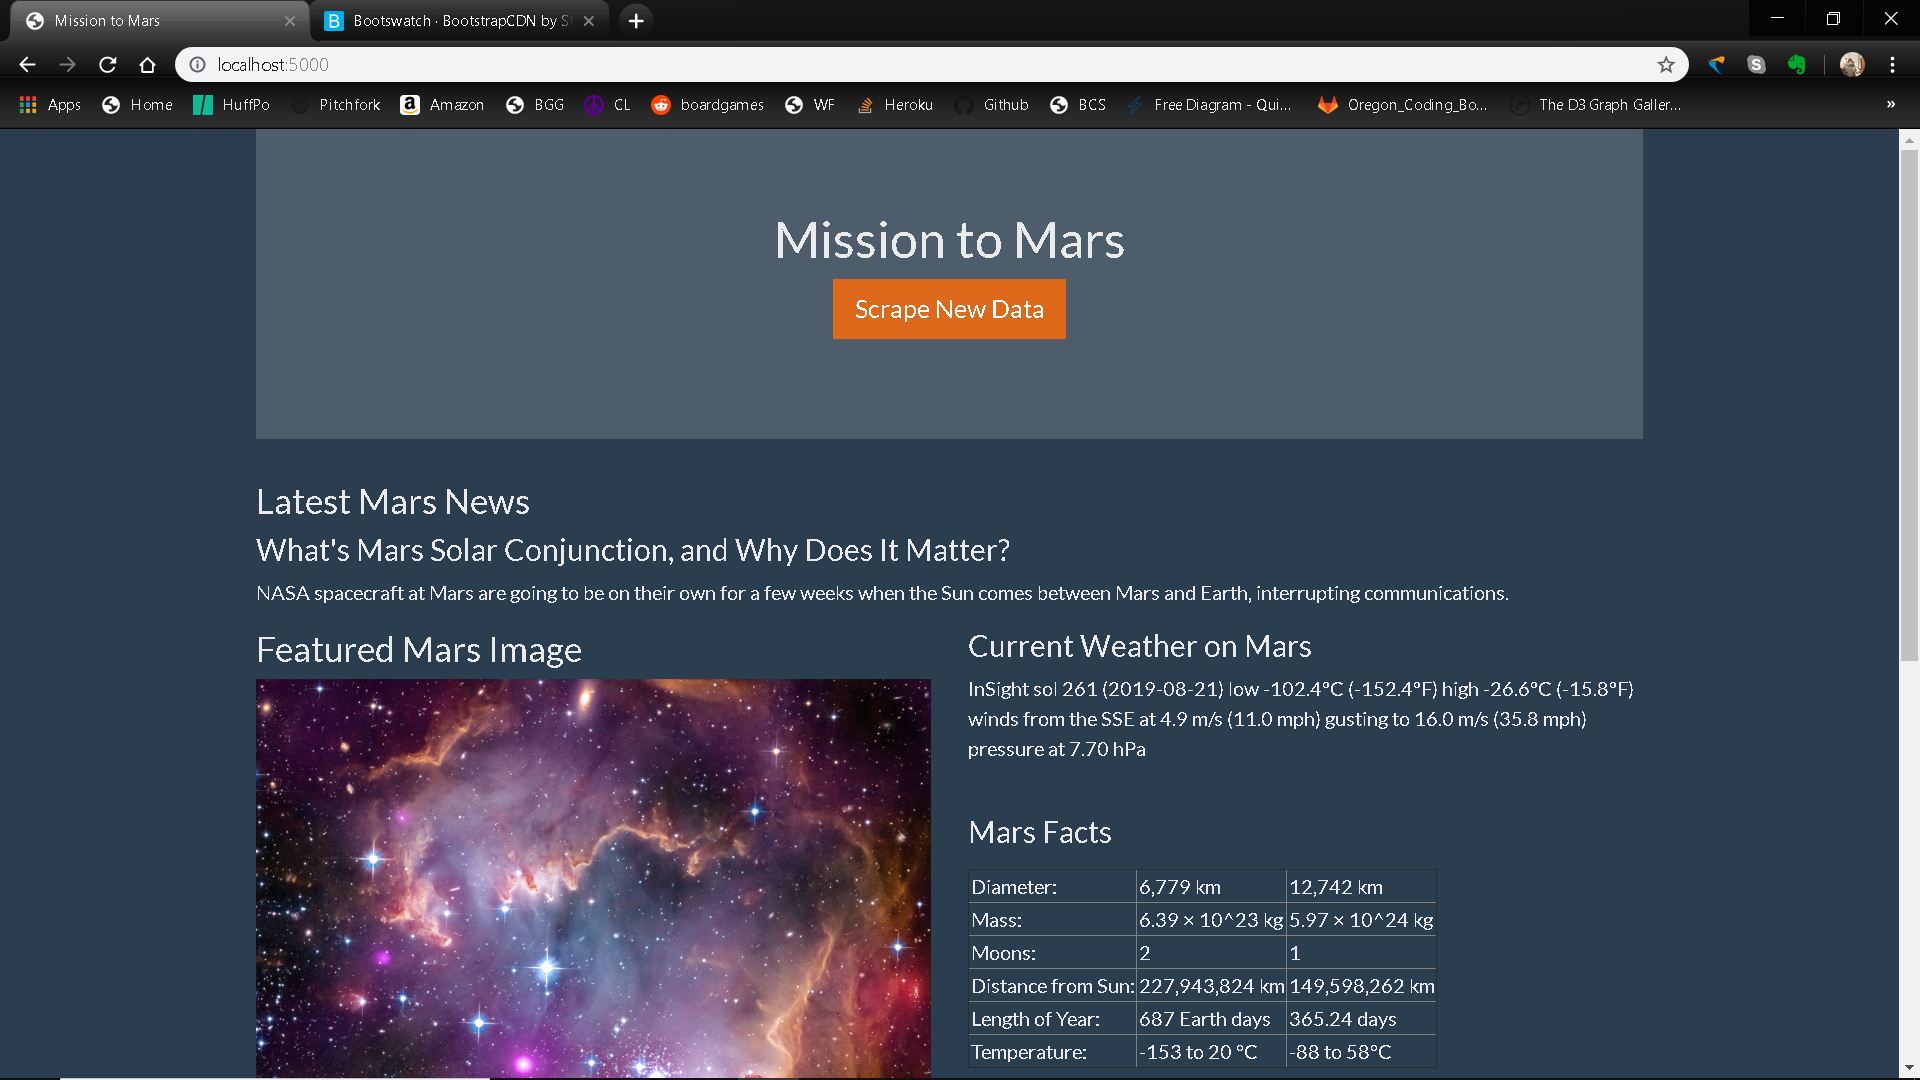 Mission to Mars
Bootswatch · BootstrapCDN by S
localhost:5000
Apps Home HuffPo Pitchfork Amazon BGG CL boardgames WF Heroku Github BCS Free Diagram - Qui... Oregon_Coding_Bo... The D3 Graph Galler... »
Mission to Mars
Scrape New Data
Latest Mars News
What's Mars Solar Conjunction, and Why Does It Matter?
NASA spacecraft at Mars are going to be on their own for a few weeks when the Sun comes between Mars and Earth, interrupting communications.
Featured Mars Image
Current Weather on Mars
InSight sol 261 (2019-08-21) low -102.4ºC (-152.4ºF) high -26.6ºC (-15.8ºF)
winds from the SSE at 4.9 m/s (11.0 mph) gusting to 16.0 m/s (35.8 mph)
pressure at 7.70 hPa
Mars Facts
Diameter: 6,779 km 12,742 km
Mass: 6.39 × 10^23 kg 5.97 × 10^24 kg
Moons: 2 1
Distance from Sun: 227,943,824 km 149,598,262 km
Length of Year: 687 Earth days 365.24 days
Temperature: -153 to 20 °C -88 to 58°C